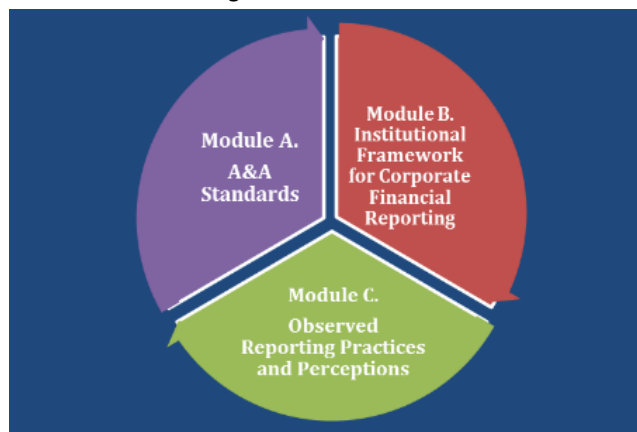 Module A.
A&A
Standards
Module B.
Institutional
Framework
for Corporate
Financial
Reporting
Module C.
Observed
Reporting Practices
and Perceptions